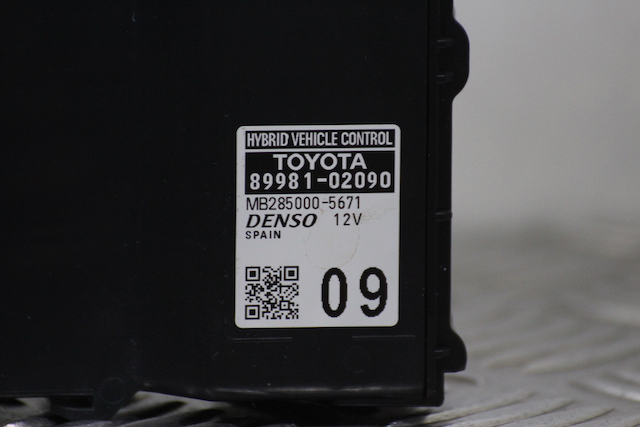 HYBRID VEHICLE CONTROL
TOYOTA
89981-02090
MB285000-5671
DENSO 12V
SPAIN
09